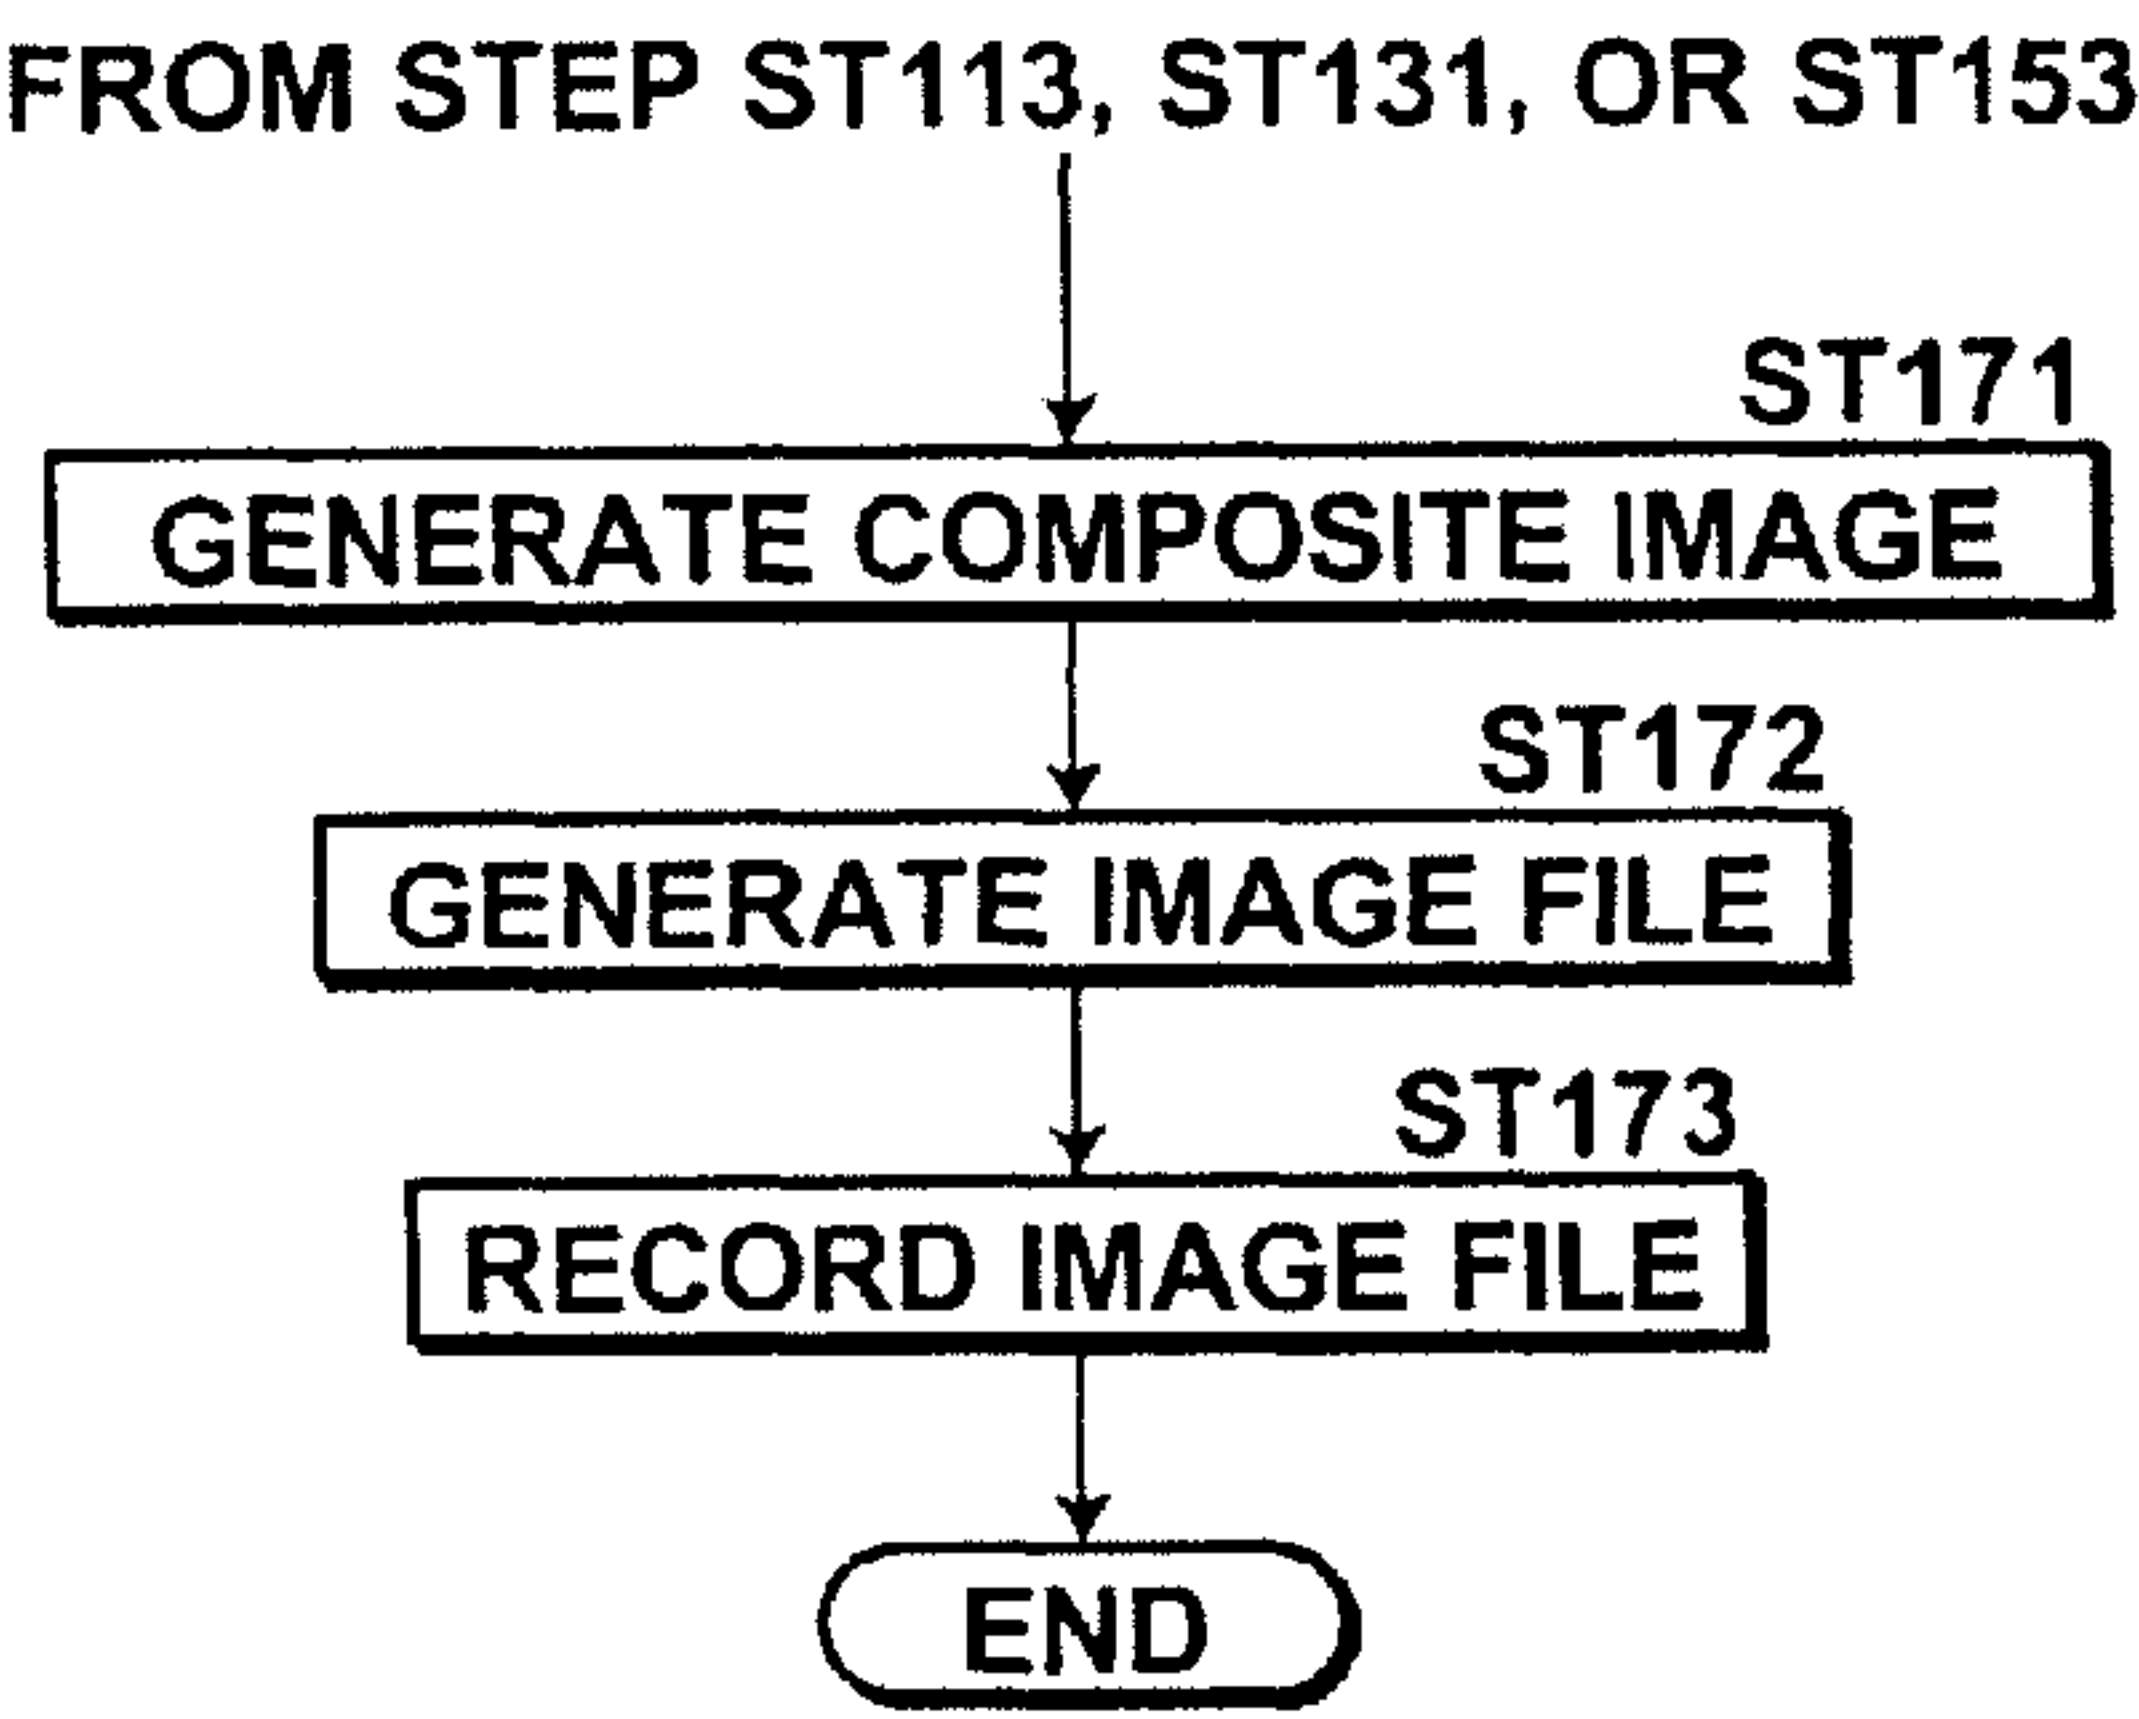 FROM STEP ST113, ST131, OR ST153
ST171
GENERATE COMPOSITE IMAGE
ST172
GENERATE IMAGE FILE
ST173
RECORD IMAGE FILE
END